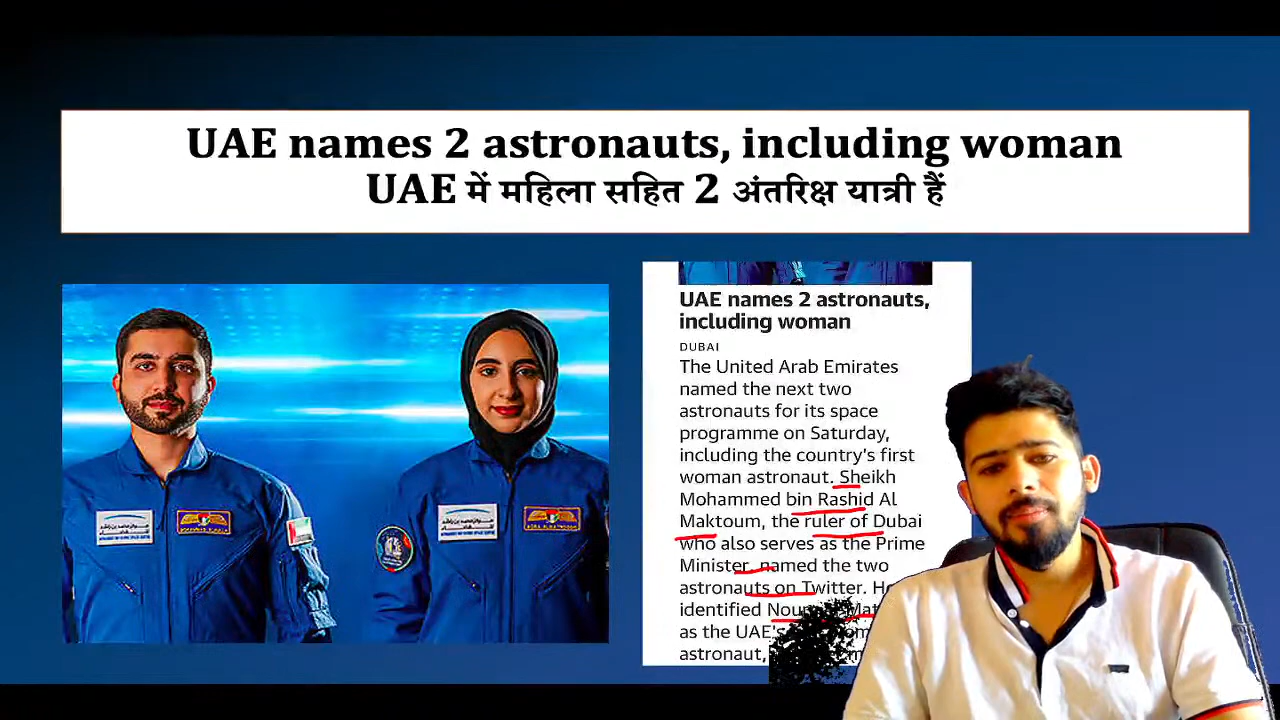 UAE names 2 astronauts, including woman
UAE में महिला सहित 2 अंतरिक्ष यात्री हैं
UAE names 2 astronauts,
including woman
DUBAI
The United Arab Emirates
named the next two
astronauts for its space
programme on Saturday,
including the country's first
woman astronaut. Sheikh
Mohammed bin Rashid Al
Maktoum, the ruler of Dubai
who also serves as the Prime
Minister, named the two
astronauts on Twitter. He
identified
as the UAE's
astronaut,